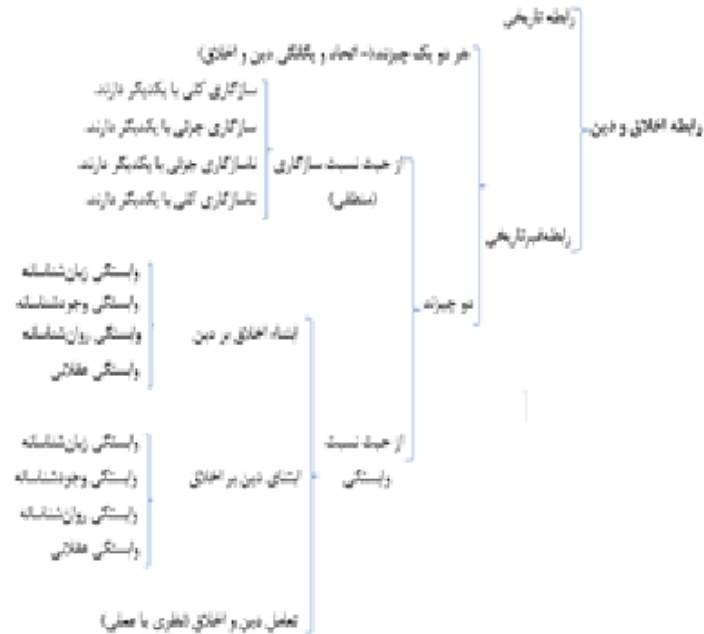 رابطه تاریخی
هر دو یک چیزند(= اتحاد و یگانگی دین و اخلاق)
سازگاری کلی با یکدیگر دارند.
سازگاری جزئی با یکدیگر دارند.
رابطه اخلاق و دین
از حیث نسبت سازگاری
ناسازگاری جزئی با یکدیگر دارند.
(منطقی)
ناسازگاری کلی با یکدیگر دارند.
رابطه‌غیرتاریخی
وابستگی زبان‌شناسانه
دو چیزند
وابستگی وجودشناسانه
ابتناء اخلاق بر دین
وابستگی روان‌شناسانه
وابستگی عقلانی
از حیث نسبت
وابستگی زبان‌شناسانه
وابستگی
ابتنای دین بر اخلاق
وابستگی وجودشناسانه
وابستگی روان‌شناسانه
وابستگی عقلانی
تعامل دین و اخلاق (نظری یا عملی)